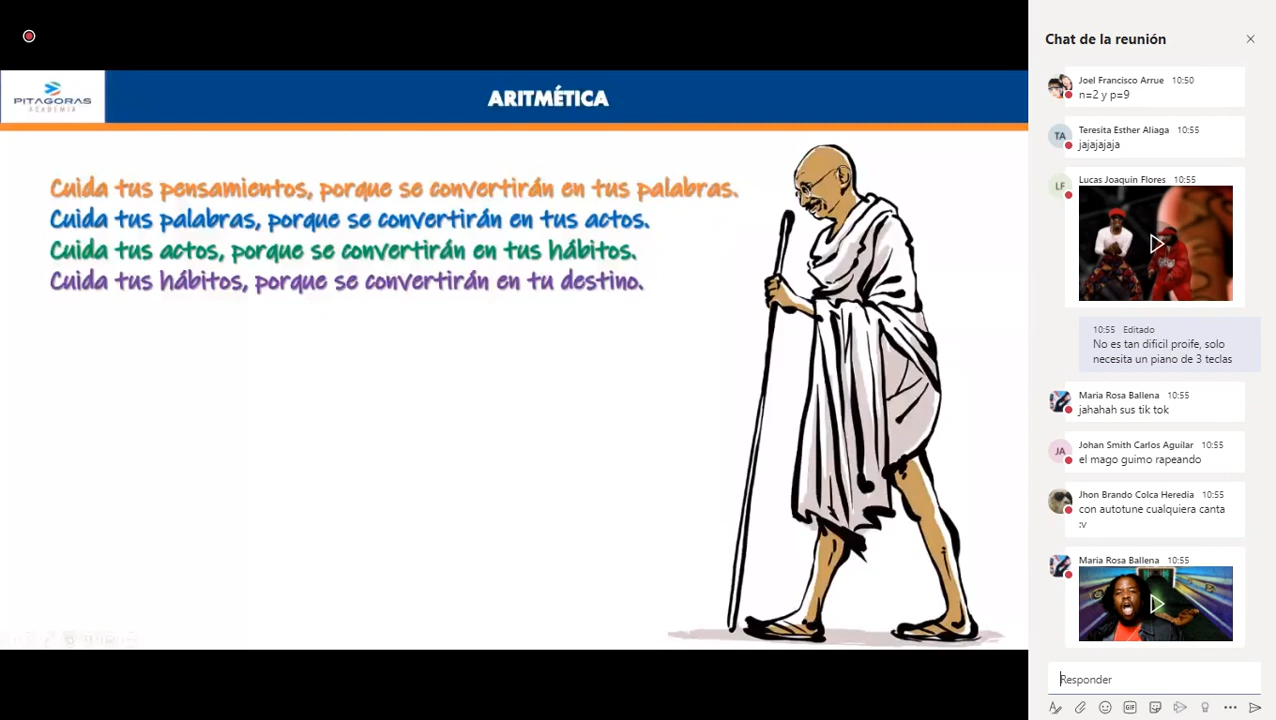 PITAGORAS
ACADEMIA
ARITMÉTICA
Cuida tus pensamientos, porque se convertirán en tus palabras.
Cuida tus palabras, porque se convertirán en tus actos.
Cuida tus actos, porque se convertirán en tus hábitos.
Cuida tus hábitos, porque se convertirán en tu destino.
Chat de la reunión
Joel Francisco Arrue 10:50
n=2 y p=9
TA
Teresita Esther Aliaga 10:55
jajajajaja
LF
Lucas Joaquín Flores 10:55
10:55 Editado
No es tan dificil proife, solo
necesita un piano de 3 teclas
Maria Rosa Ballena 10:55
jahahah sus tik tok
JA
Johan Smith Carlos Aguilar 10:55
el mago guimo rapeando
Jhon Brando Colca Heredia 10:55
con autotune cualquiera canta
:v
Maria Rosa Ballena 10:55
Responder
GIF